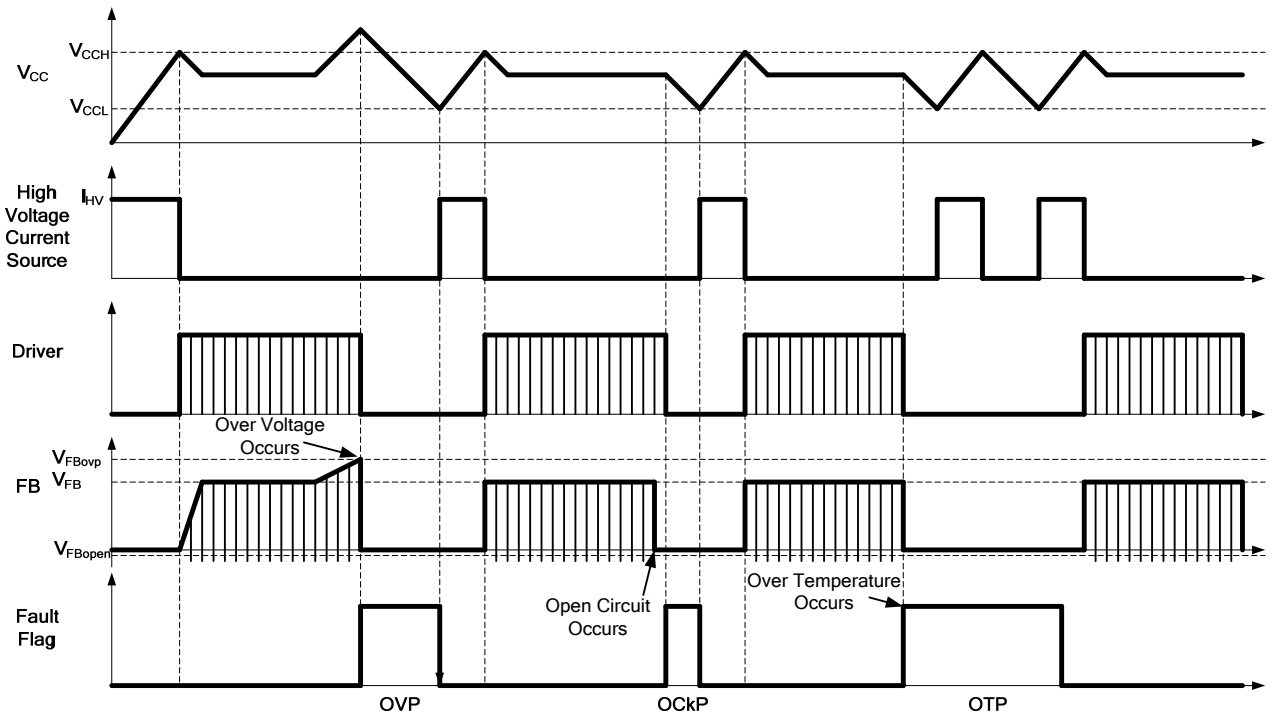 VCCH
VCC
VCCL
High
Voltage
Current
Source
IHV
Driver
Over Voltage
Occurs
VFBovp
FB
VFB
VFBopen
Open Circuit
Occurs
Over Temperature
Occurs
Fault
Flag
OVP
OCkP
OTP